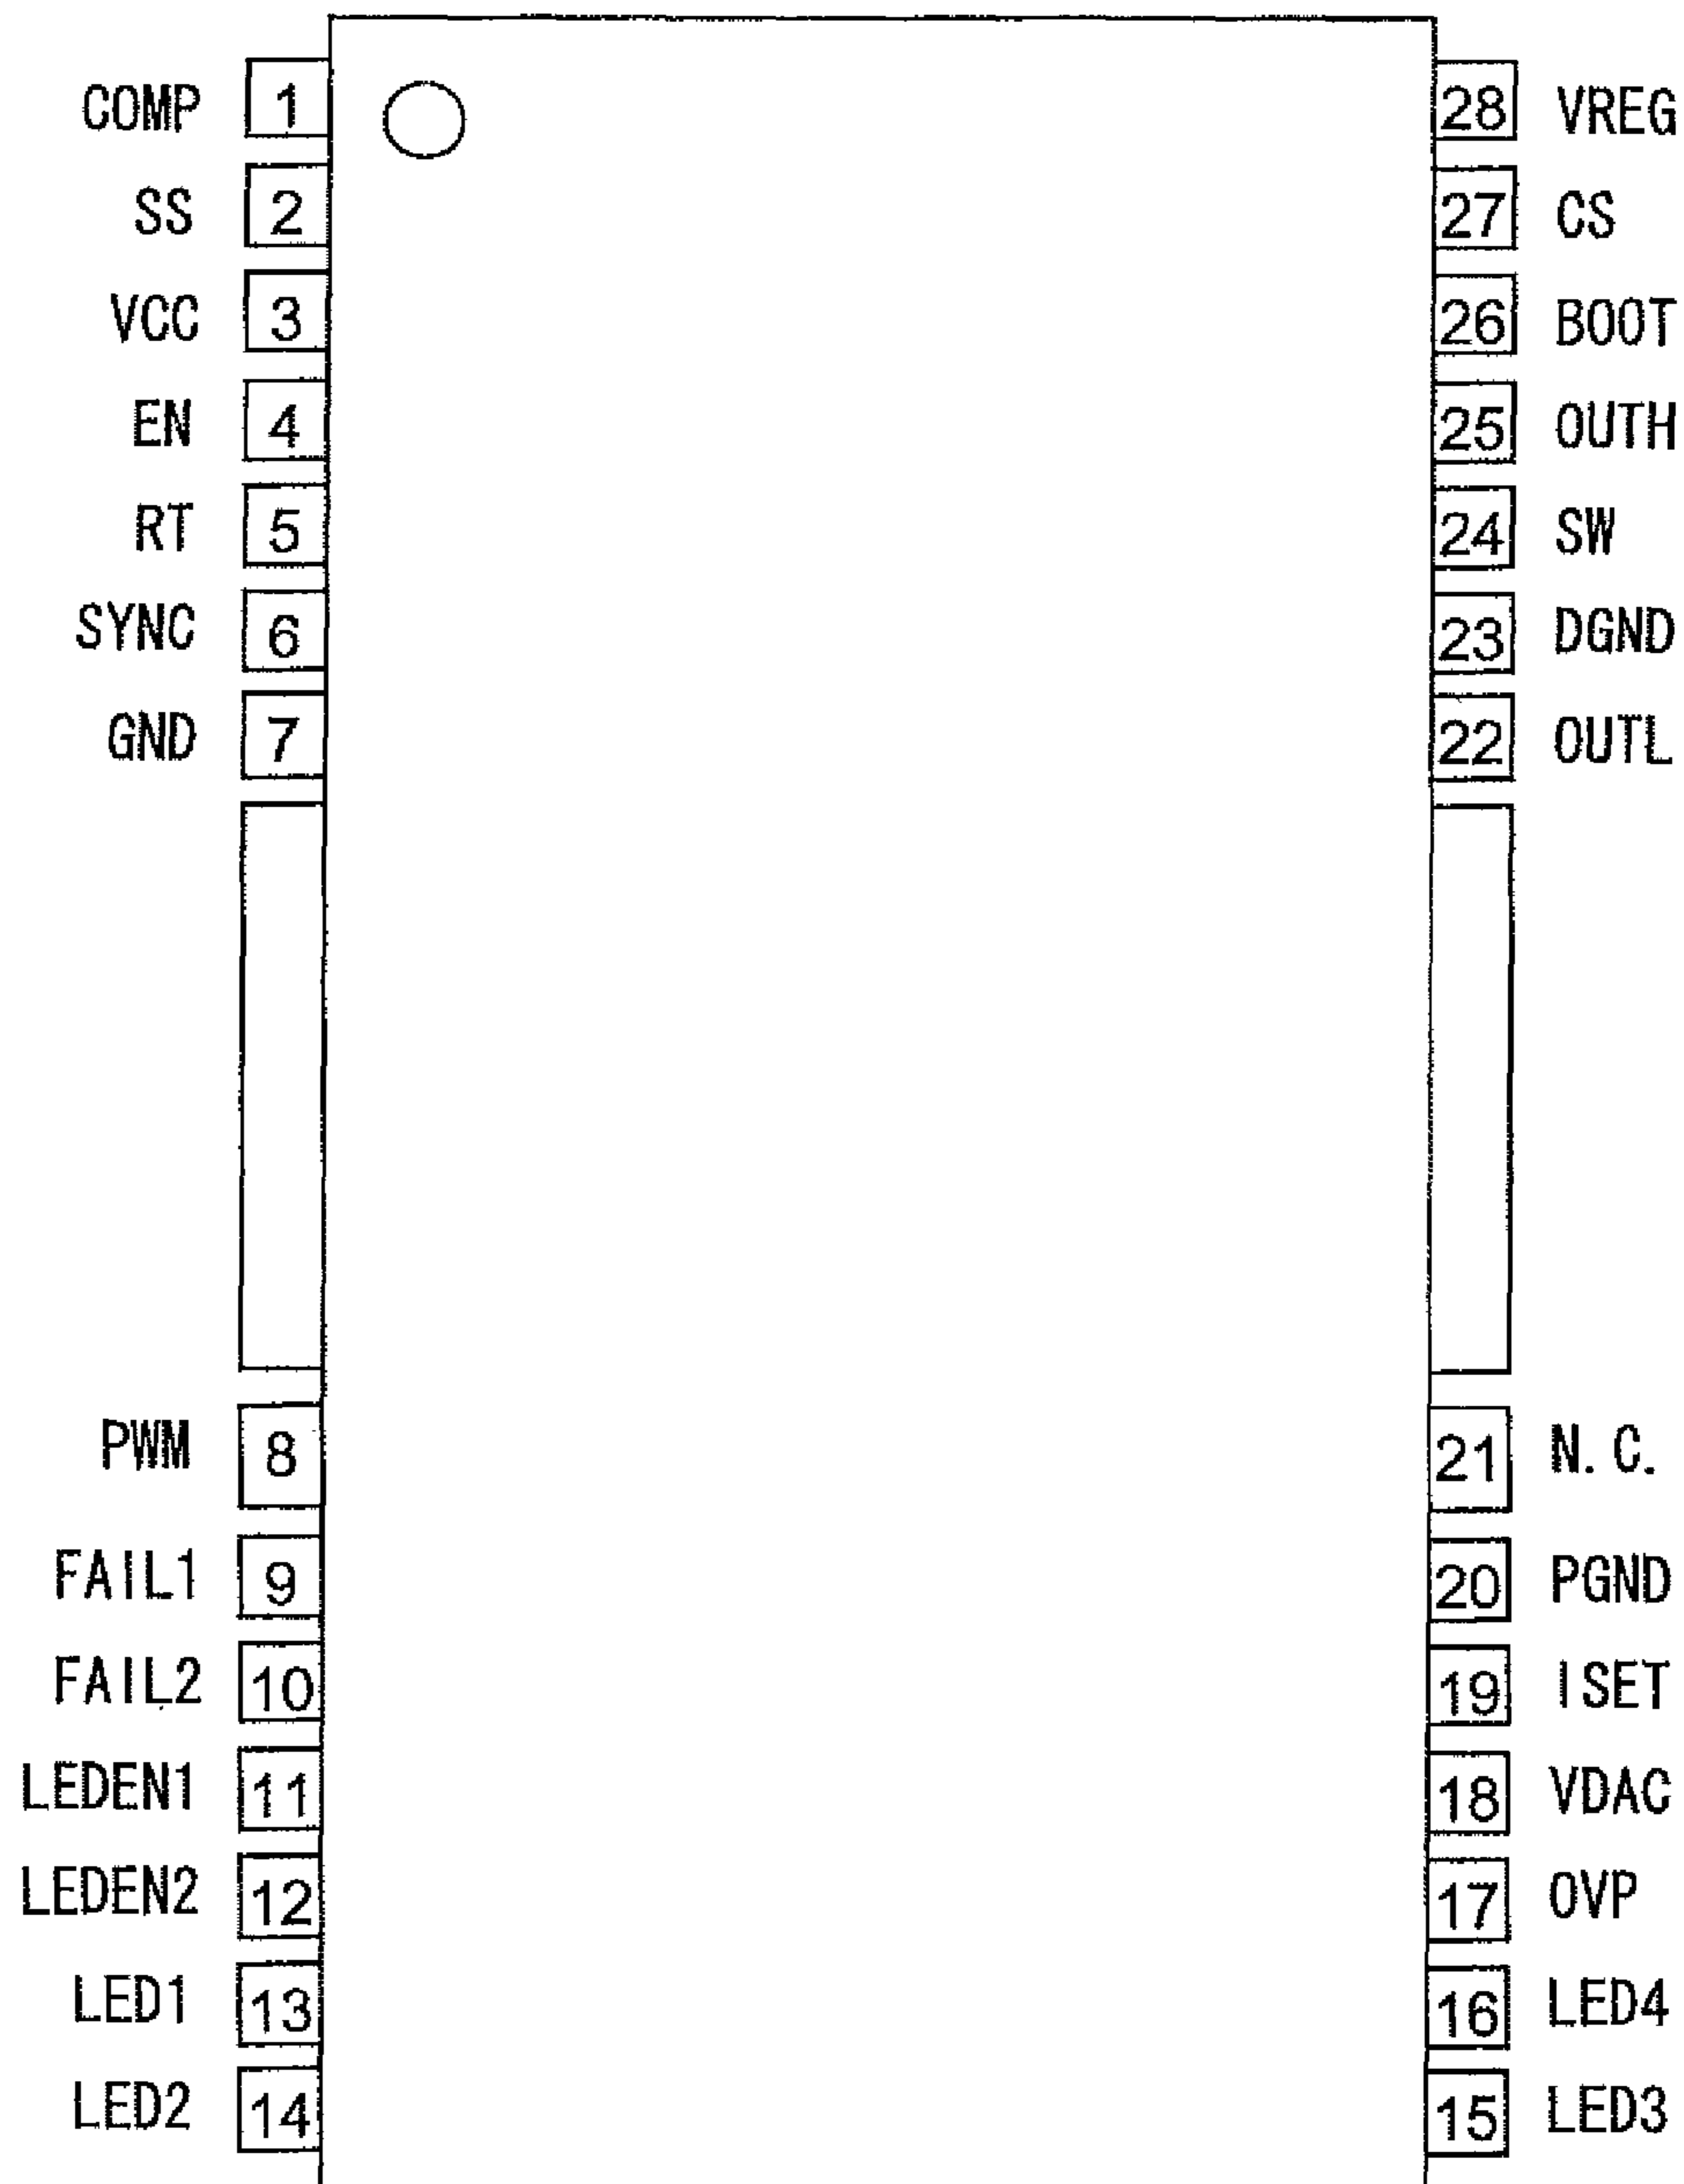 COMP 1 28 VREG
SS 2 27 CS
VCC 3 26 BOOT
EN 4 25 OUTH
RT 5 24 SW
SYNC 6 23 DGND
GND 7 22 OUTL
PWM 8 21 N.C.
FAIL1 9 20 PGND
FAIL2 10 19 ISET
LEDEN1 11 18 VDAC
LEDEN2 12 17 OVP
LED1 13 16 LED4
LED2 14 15 LED3